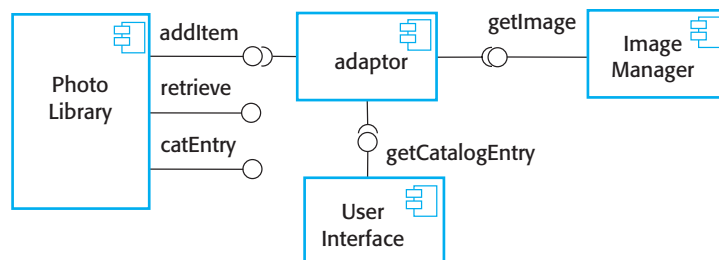 addItem
getImage
Photo
Library
adaptor
Image
Manager
retrieve
catEntry
getCatalogEntry
User
Interface